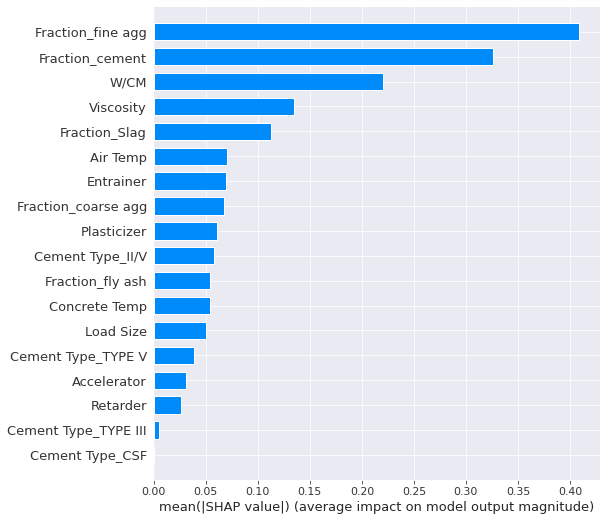 Fraction_fine agg
Fraction_cement
W/CM
Viscosity
Fraction_Slag
Air Temp
Entrainer
Fraction_coarse agg
Plasticizer
Cement Type_II/V
Fraction_fly ash
Concrete Temp
Load Size
Cement Type_TYPE V
Accelerator
Retarder
Cement Type_TYPE III
Cement Type_CSF
0.00 0.05 0.10 0.15 0.20 0.25 0.30 0.35 0.40
mean(|SHAP value|) (average impact on model output magnitude)